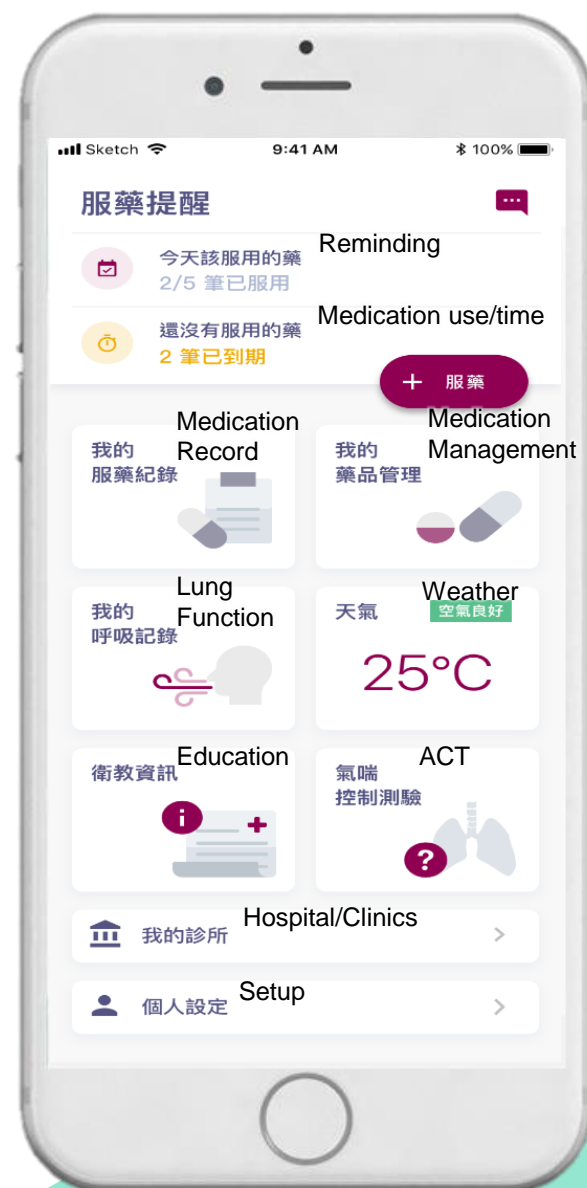 Sketch 9:41 AM 100%
服藥提醒
今天該服用的藥 Reminding
2/5 筆已服用
還沒有服用的藥 Medication use/time
2 筆已到期
+ 服藥
Medication
Record
我的
服藥紀錄
Medication
Management
我的
藥品管理
Lung
Function
我的
呼吸記錄
Weather
天氣 空氣良好
25°C
Education
衛教資訊
i
ACT
氣喘
控制測驗
?
Hospital/Clinics
我的診所
Setup
個人設定